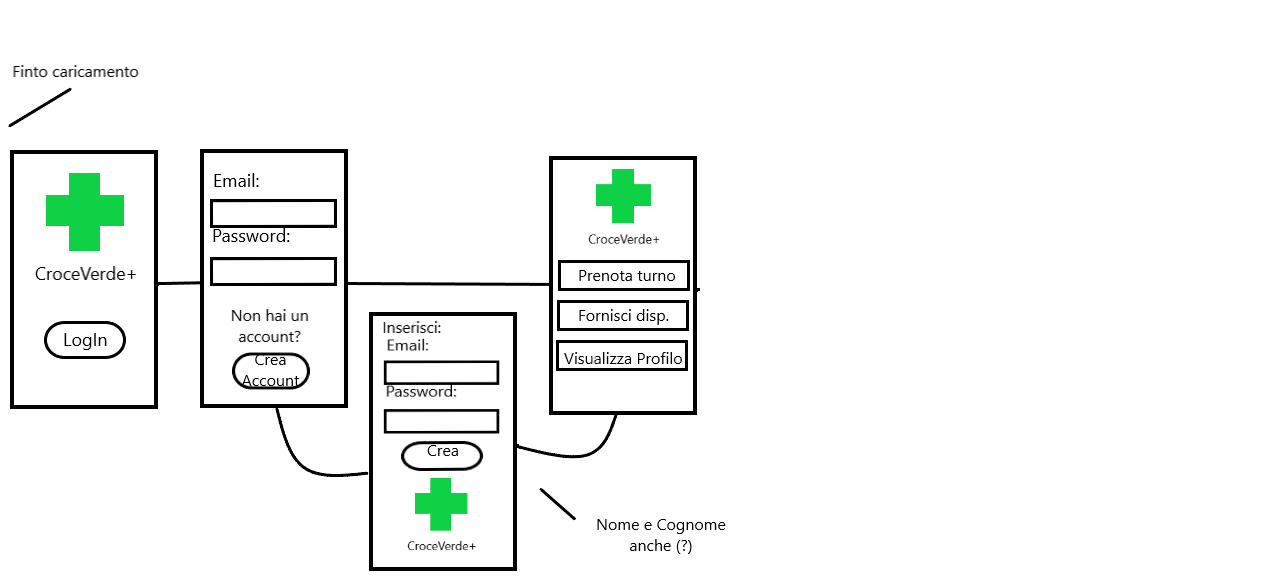 Finto caricamento
CroceVerde+
LogIn
Email:
Password:
Non hai un
account?
Crea
Account
Inserisci:
Email:
Password:
Crea
CroceVerde+
CroceVerde+
Prenota turno
Fornisci disp.
Visualizza Profilo
Nome e Cognome
anche (?)